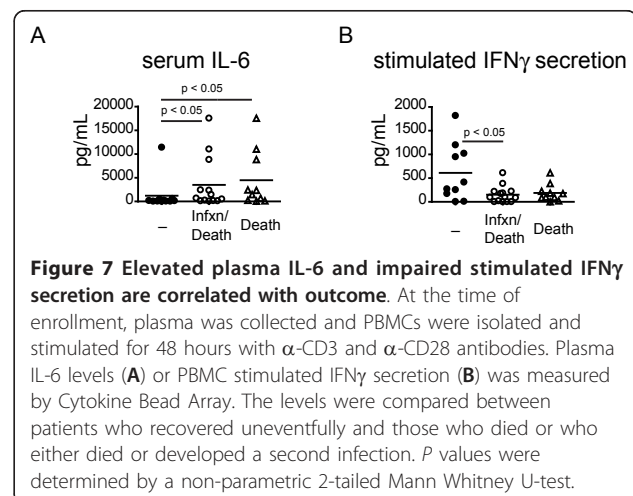 A
serum IL-6
p < 0.05
p < 0.05
20000
15000
10000
5000
0
pg/mL
–
Infxn/
Death
Death
B
stimulated IFNγ secretion
2000
1500
1000
500
0
pg/mL
p < 0.05
–
Infxn/
Death
Death
Figure 7 Elevated plasma IL-6 and impaired stimulated IFNγ
secretion are correlated with outcome. At the time of
enrollment, plasma was collected and PBMCs were isolated and
stimulated for 48 hours with α-CD3 and α-CD28 antibodies. Plasma
IL-6 levels (A) or PBMC stimulated IFNγ secretion (B) was measured
by Cytokine Bead Array. The levels were compared between
patients who recovered uneventfully and those who died or who
either died or developed a second infection. P values were
determined by a non-parametric 2-tailed Mann Whitney U-test.